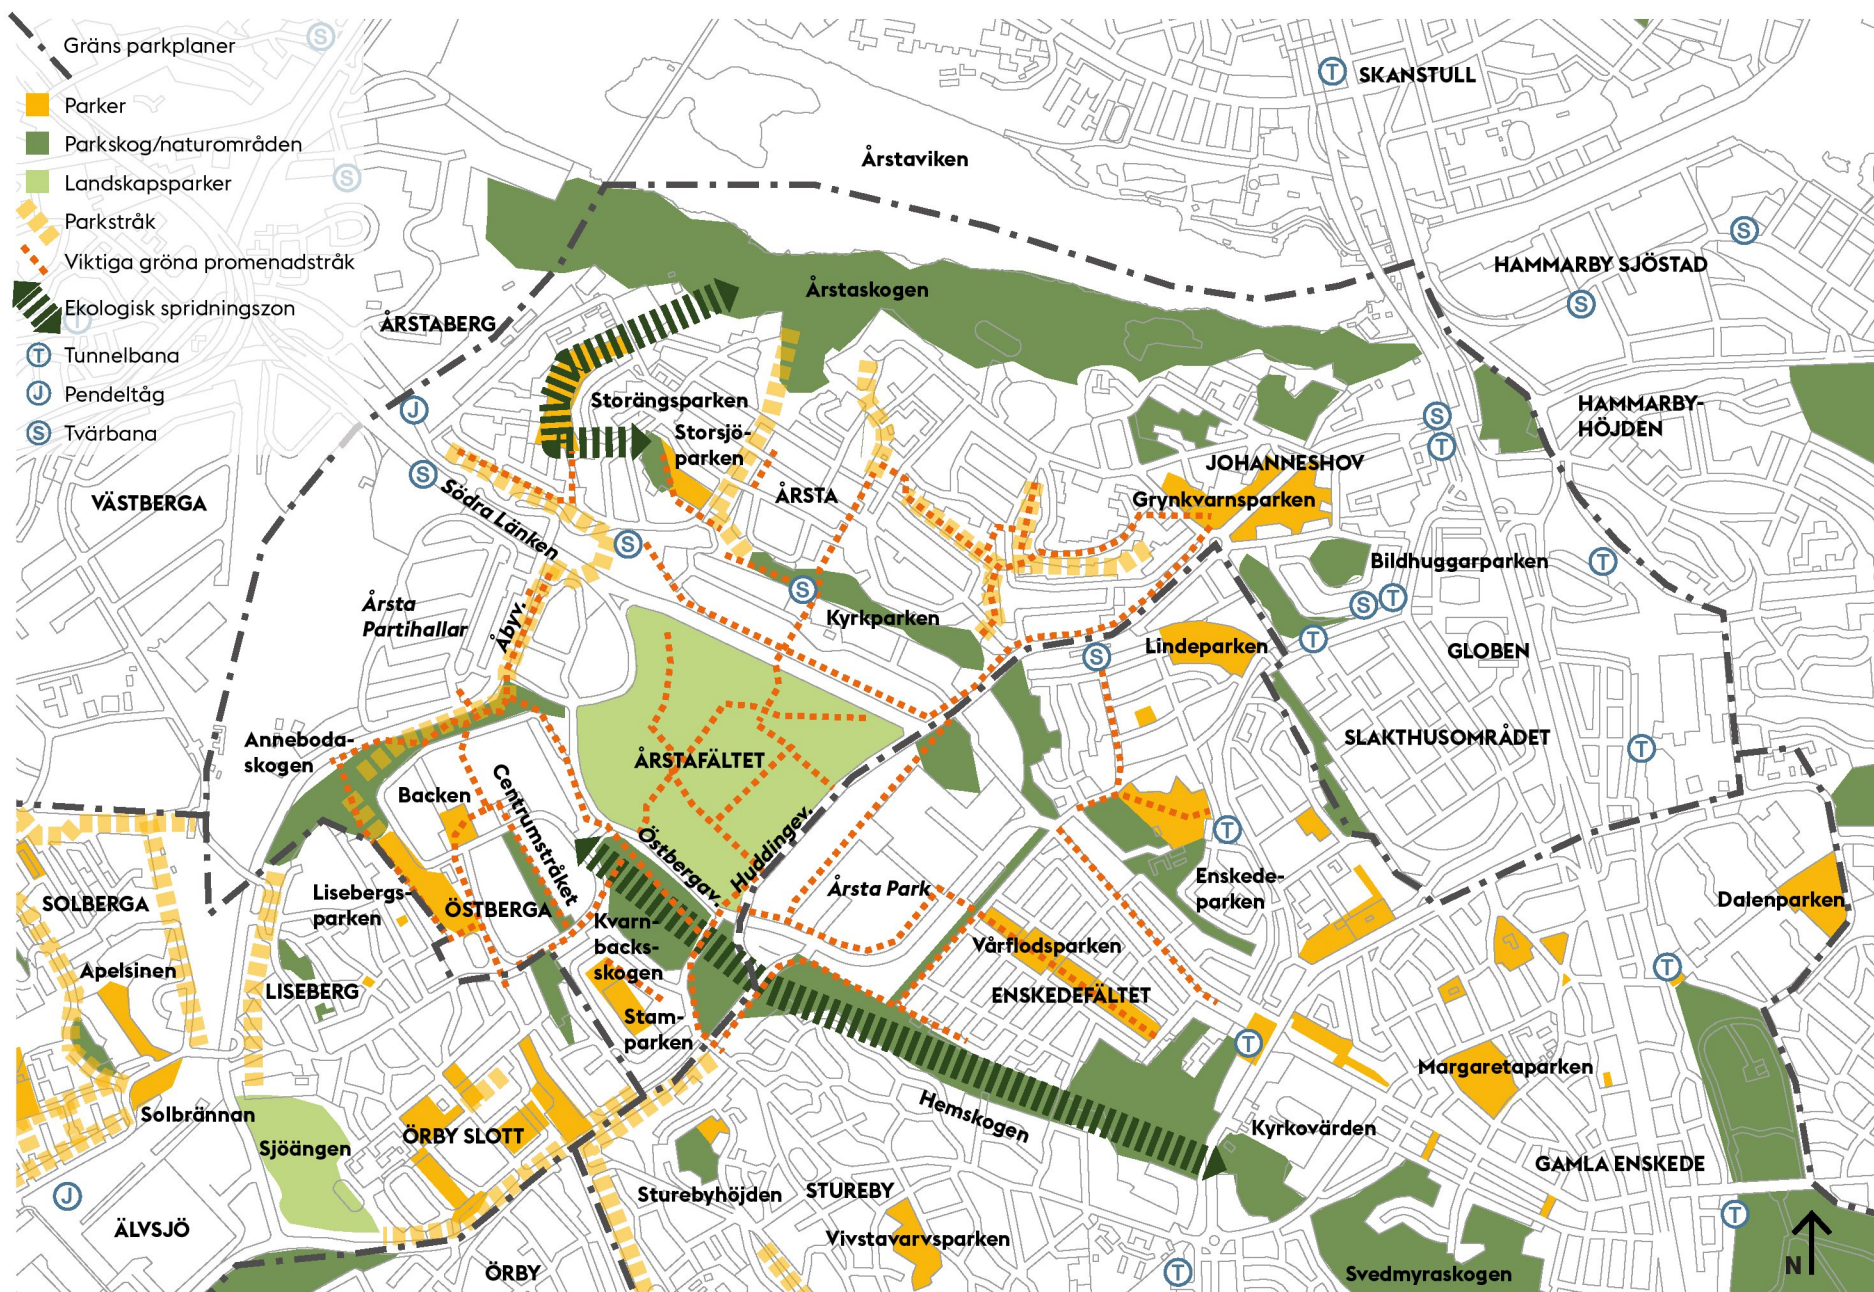 Gräns parkplaner
Parker
Parkskog/naturområden
Landskapsparker
Parkstråk
Viktiga gröna promenadstråk
Ekologisk spridningszon
T Tunnelbana
J Pendeltåg
S Tvärbana
S
S
T
T SKANSTULL
Årstaviken
S
HAMMARBY SJÖSTAD
S
Årstaskogen
ÅRSTABERG
J
Storängsparken
Storsjö-
parken
HAMMARBY-
HÖJDEN
S
T
JOHANNESHOV
S
Södra Länken
VÄSTBERGA
ÅRSTA
Grynkvarnsparken
S
Bildhuggarparken
T
S
T
S
Årsta
Partihallar
Åbyv.
Kyrkparken
T
Lindeparken
S
GLOBEN
Anneboda-
skogen
ÅRSTAFÄLTET
SLAKTHUSOMRÅDET
T
Backen
Centrumstråket
Östbergav.
Huddingev.
T
SOLBERGA
Lisebergs-
parken
ÖSTBERGA
Årsta Park
Enskede-
parken
Dalenparken
Kvarn-
backs-
skogen
Vårflodsparken
Apelsinen
LISEBERG
ENSKEDEFÄLTET
T
Stam-
parken
T
Margaretaparken
Solbrännan
Hemskogen
Sjöängen
ÖRBY SLOTT
Kyrkovärden
GAMLA ENSKEDE
J
Sturebyhöjden
STUREBY
T
ÄLVSJÖ
Vivstavarvsparken
ÖRBY
T
Svedmyraskogen
N